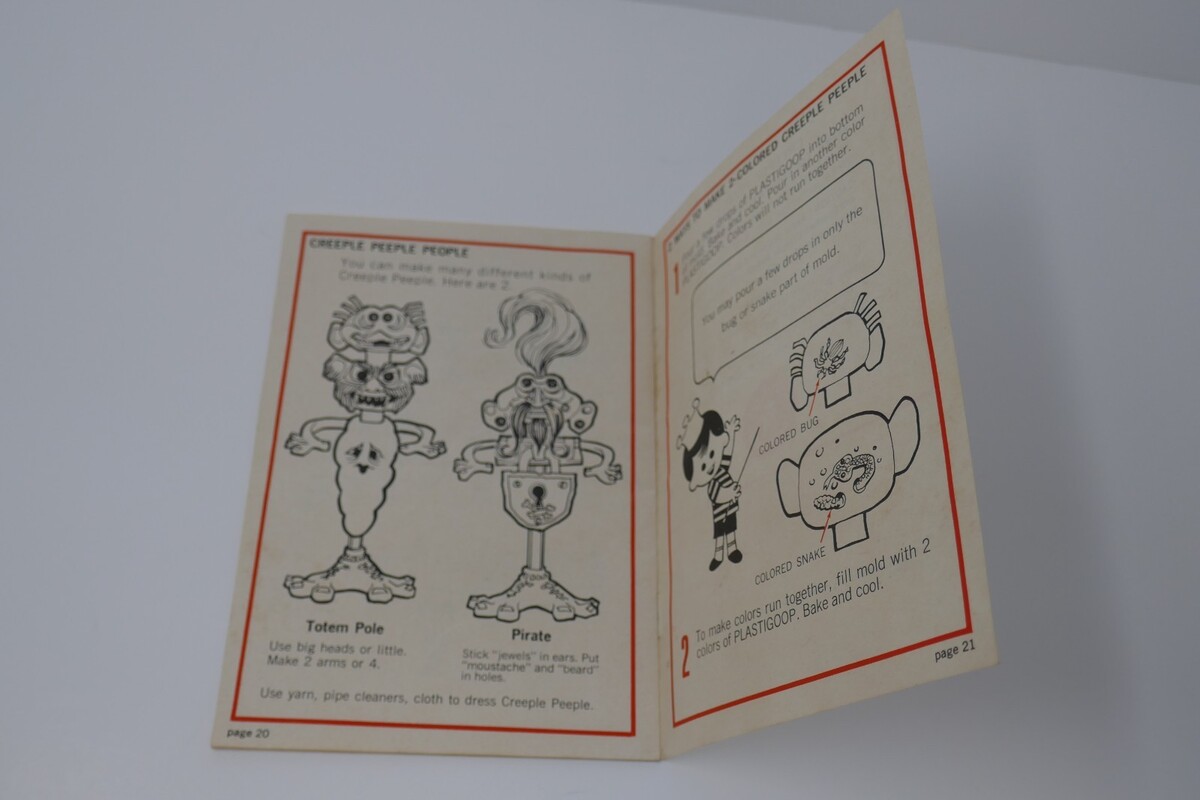 CREEPLE PEEPLE PEOPLE
You can make many different kinds of
Creeple Peeple. Here are 2.
Totem Pole
Use big heads or little.
Make 2 arms or 4.
Pirate
Stick "jewels" in ears. Put
"moustache" and "beard"
in holes.
Use yarn, pipe cleaners, cloth to dress Creeple Peeple.
page 20
2 WAYS TO MAKE 2-COLORED CREEPLE PEEPLE
1
a few drops of PLASTIGOOP into bottom
Bake and cool. Pour in another color
PLASTIGOOP. Colors will not run together.
You may pour a few drops in only the
bug or snake part of mold.
COLORED BUG
COLORED SNAKE
2
To make colors run together, fill mold with 2
colors of PLASTIGOOP. Bake and cool.
page 21